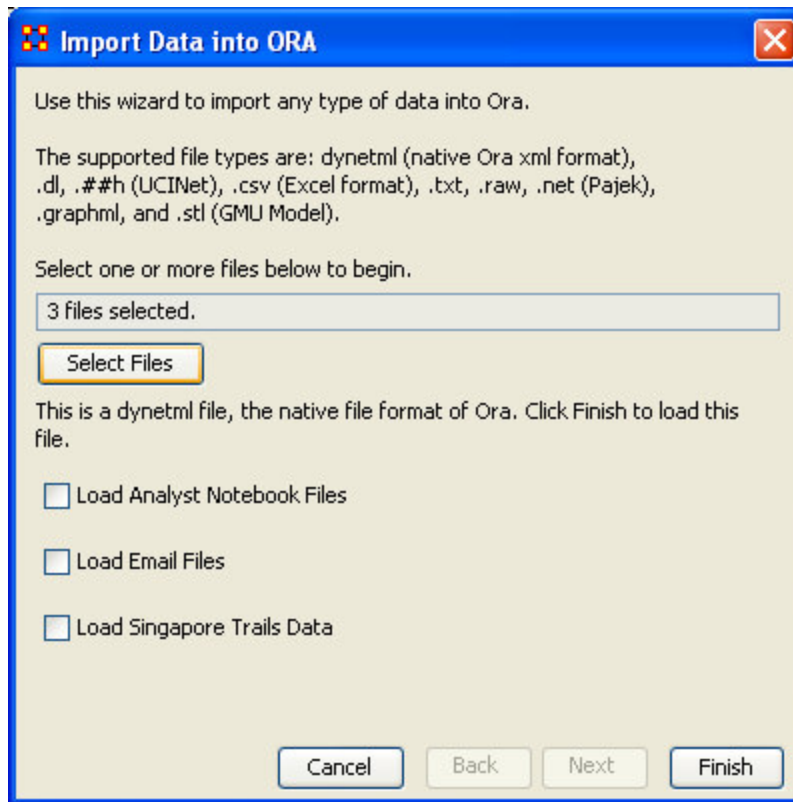 Import Data into ORA
Use this wizard to import any type of data into Ora.
The supported file types are: dynetml (native Ora xml format),
.dl, .##h (UCINet), .csv (Excel format), .txt, .raw, .net (Pajek),
.graphml, and .stl (GMU Model).
Select one or more files below to begin.
3 files selected.
Select Files
This is a dynetml file, the native file format of Ora. Click Finish to load this
file.
Load Analyst Notebook Files
Load Email Files
Load Singapore Trails Data
Cancel Back Next Finish